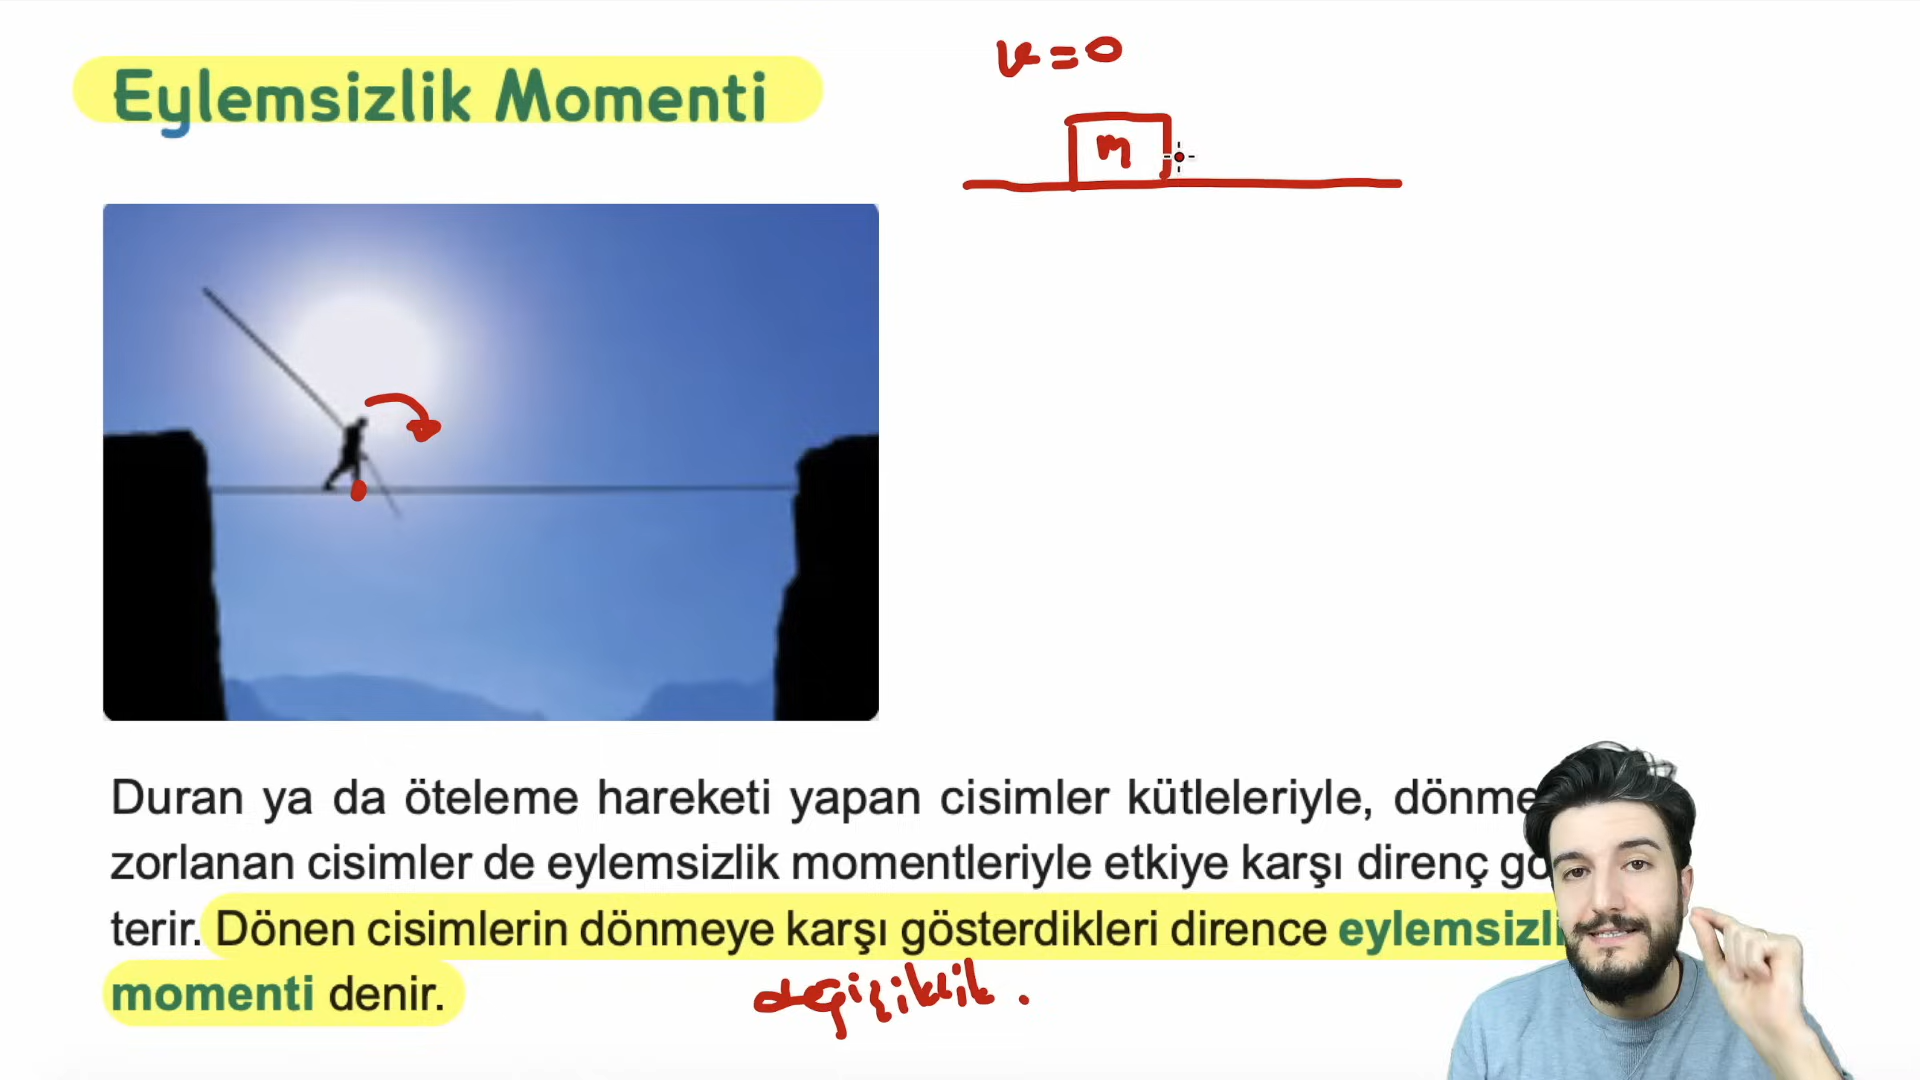 Eylemsizlik Momenti
v=0
m
Duran ya da öteleme hareketi yapan cisimler kütleleriyle, dönme
zorlanan cisimler de eylemsizlik momentleriyle etkiye karşı direnç gö
terir. Dönen cisimlerin dönmeye karşı gösterdikleri dirence eylemsizli
momenti denir.
değişiklik.